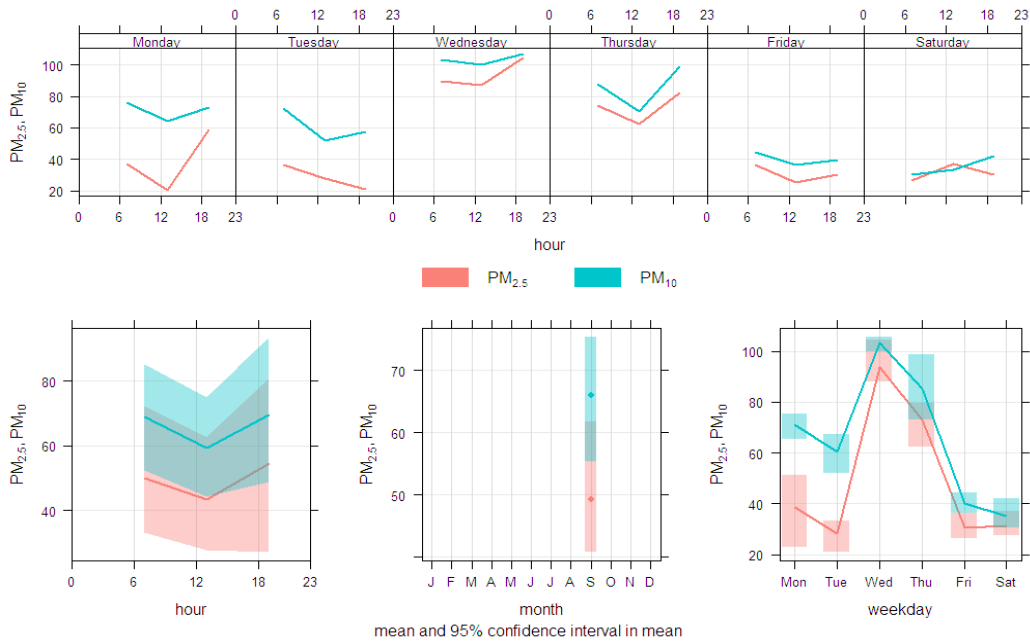 0 6 12 18 23 0 6 12 18 23 0 6 12 18 23
Monday Tuesday Wednesday Thursday Friday Saturday
100
80
60
40
20
PM2.5, PM10
0 6 12 18 23 0 6 12 18 23 0 6 12 18 23
hour
PM2.5 PM10
80
60
40
PM2.5, PM10
0 6 12 18 23
hour
70
60
50
PM2.5, PM10
J F M A M J J A S O N D
month
100
80
60
40
20
PM2.5, PM10
Mon Tue Wed Thu Fri Sat
weekday
mean and 95% confidence interval in mean